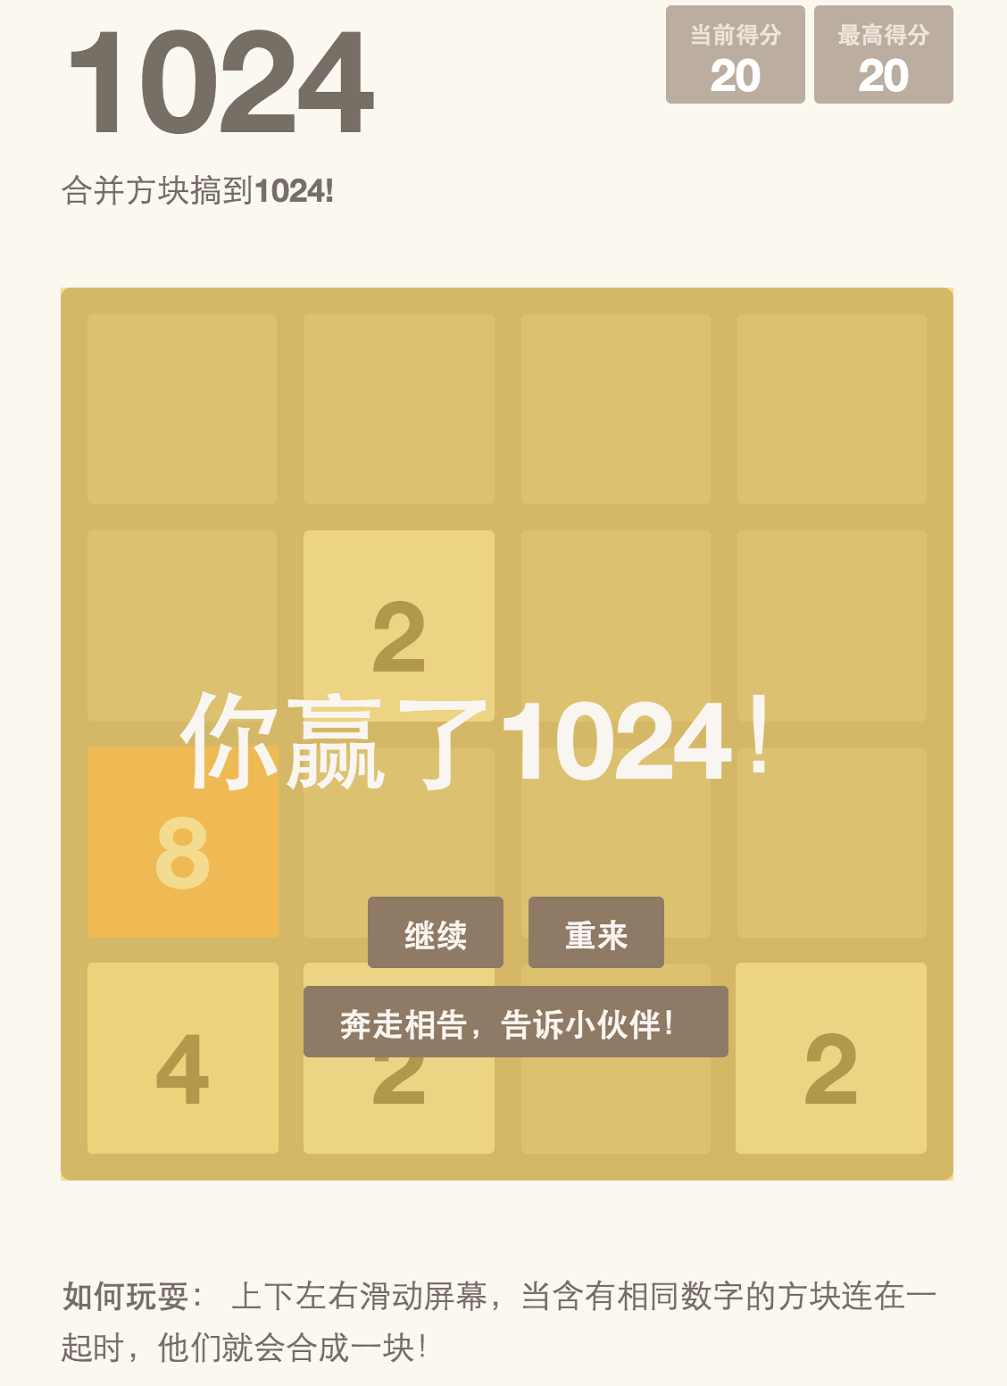 1024
当前得分
20
最高得分
20
合并方块搞到1024!
2
你赢了1024！
8
继续
重来
奔走相告，告诉小伙伴！
4
2
2
如何玩耍： 上下左右滑动屏幕，当含有相同数字的方块连在一
起时，他们就会合成一块！